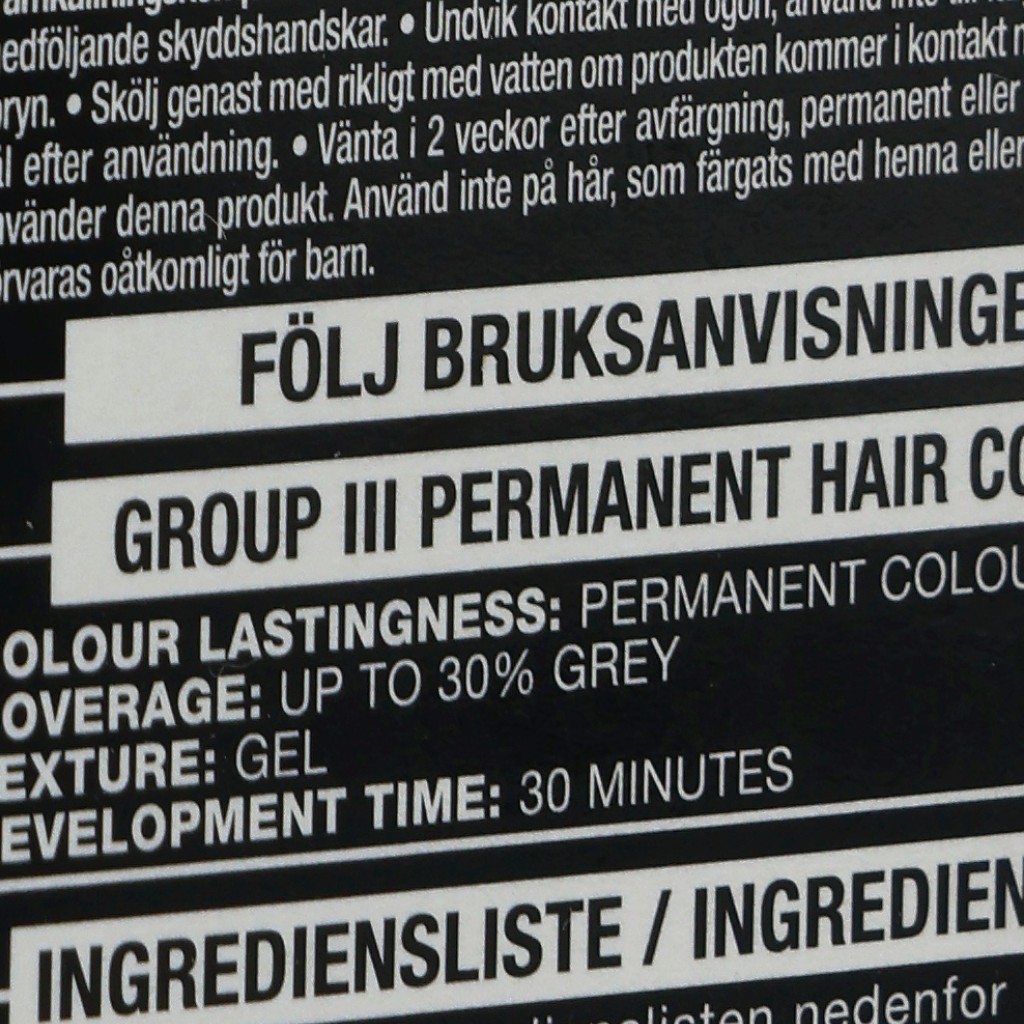 edföljande skyddshandskar. • Undvik kontakt med ögon, använd inte
ryn. • Skölj genast med rikligt med vatten om produkten kommer i kontakt
l efter användning. • Vänta i 2 veckor efter avfärgning, permanent eller
vänder denna produkt. Använd inte på hår, som färgats med henna eller
rvaras oåtkomligt för barn.
FÖLJ BRUKSANVISNINGE
GROUP III PERMANENT HAIR CO
OLOUR LASTINGNESS: PERMANENT COLOU
OVERAGE: UP TO 30% GREY
EXTURE: GEL
EVELOPMENT TIME: 30 MINUTES
INGREDIENSLISTE / INGREDIEN
nedenfor